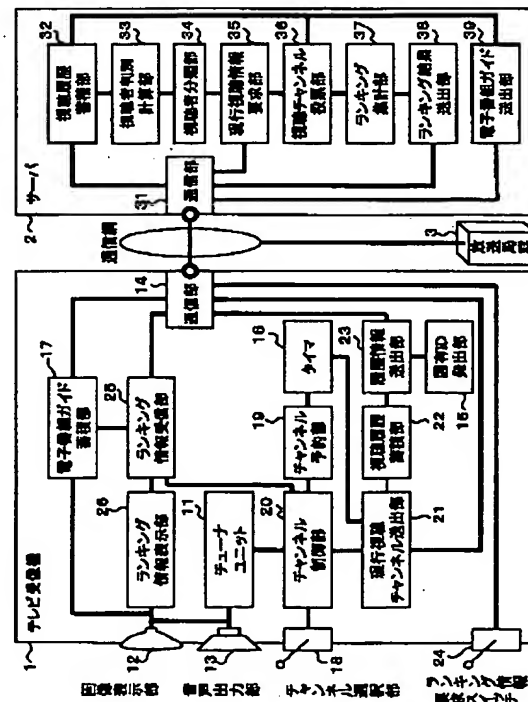 1
テレビ受信機
画像表示部
12
音声出力部
13
チャンネル選択部
18
ランキング情報
要求スイッチ
24
電子番組ガイド
蓄積部
17
ランキング
情報表示部
26
ランキング
情報受信部
25
チューナ
ユニット
11
チャンネル
制御部
20
チャンネル
予約部
19
タイマ
16
現行視聴
チャンネル送出部
21
視聴履歴
蓄積部
22
履歴情報
送出部
23
固有ID
発出部
15
通信部
14
通信網
放送局
3
2
サーバ
通信部
31
視聴履歴
蓄積部
32
視聴者判別
計算部
33
視聴者分類部
34
現行視聴情報
要求部
35
視聴チャンネル
投票部
36
ランキング
集計部
37
ランキング結果
送出部
38
電子番組ガイド
送出部
39